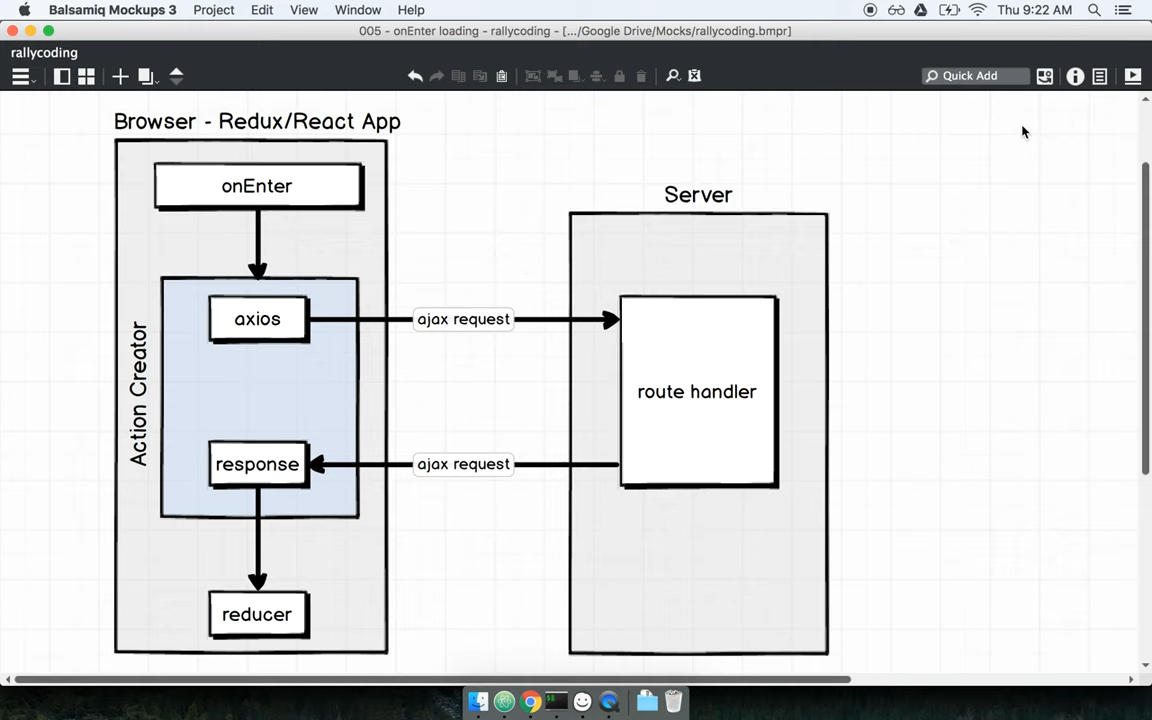 Balsamiq Mockups 3 Project Edit View Window Help Thu 9:22 AM
005 - onEnter loading - rallycoding - [.../Google Drive/Mocks/rallycoding.bmpr]
rallycoding
Quick Add
Browser - Redux/React App
onEnter
Server
axios
ajax request
route handler
Action Creator
response
ajax request
reducer